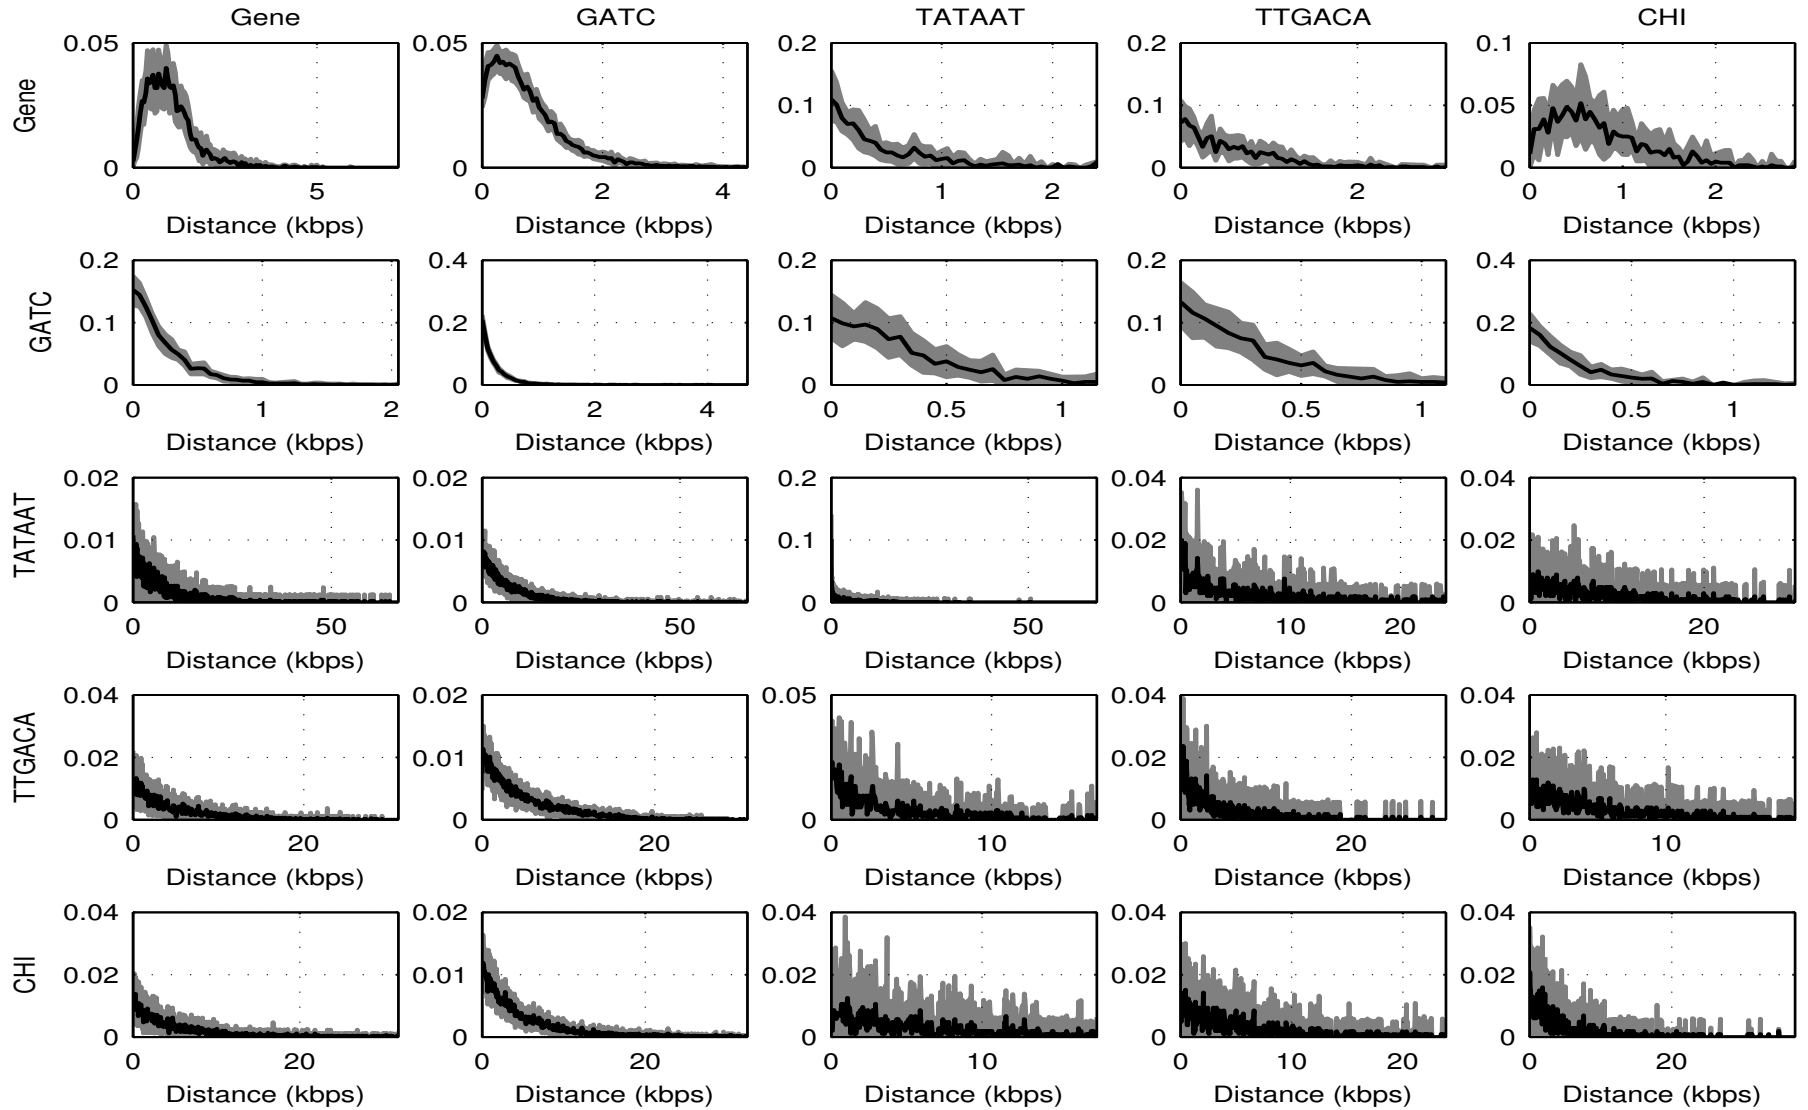 Gene GATC TATAAT TTGACA CHI
Gene
0.05 0.05 0.2 0.2 0.1
0.1 0.1 0.05
0 0 0 0 0
0 5 0 2 4 0 1 2 0 2 0 1 2
Distance (kbps) Distance (kbps) Distance (kbps) Distance (kbps) Distance (kbps)
GATC
0.2 0.4 0.2 0.2 0.4
0.1 0.2 0.1 0.1 0.2
0 0 0 0 0
0 1 2 0 2 4 0 0.5 1 0 0.5 1 0 0.5 1
Distance (kbps) Distance (kbps) Distance (kbps) Distance (kbps) Distance (kbps)
TATAAT
0.02 0.02 0.2 0.04 0.04
0.01 0.01 0.1 0.02 0.02
0 0 0 0 0
0 50 0 50 0 50 0 10 20 0 20
Distance (kbps) Distance (kbps) Distance (kbps) Distance (kbps) Distance (kbps)
TTGACA
0.04 0.02 0.05 0.04 0.04
0.02 0.01 0.02 0.02
0 0 0 0 0
0 20 0 20 0 10 0 20 0 10
Distance (kbps) Distance (kbps) Distance (kbps) Distance (kbps) Distance (kbps)
CHI
0.04 0.02 0.04 0.04 0.04
0.02 0.01 0.02 0.02 0.02
0 0 0 0 0
0 20 0 20 0 10 0 10 20 0 20
Distance (kbps) Distance (kbps) Distance (kbps) Distance (kbps) Distance (kbps)